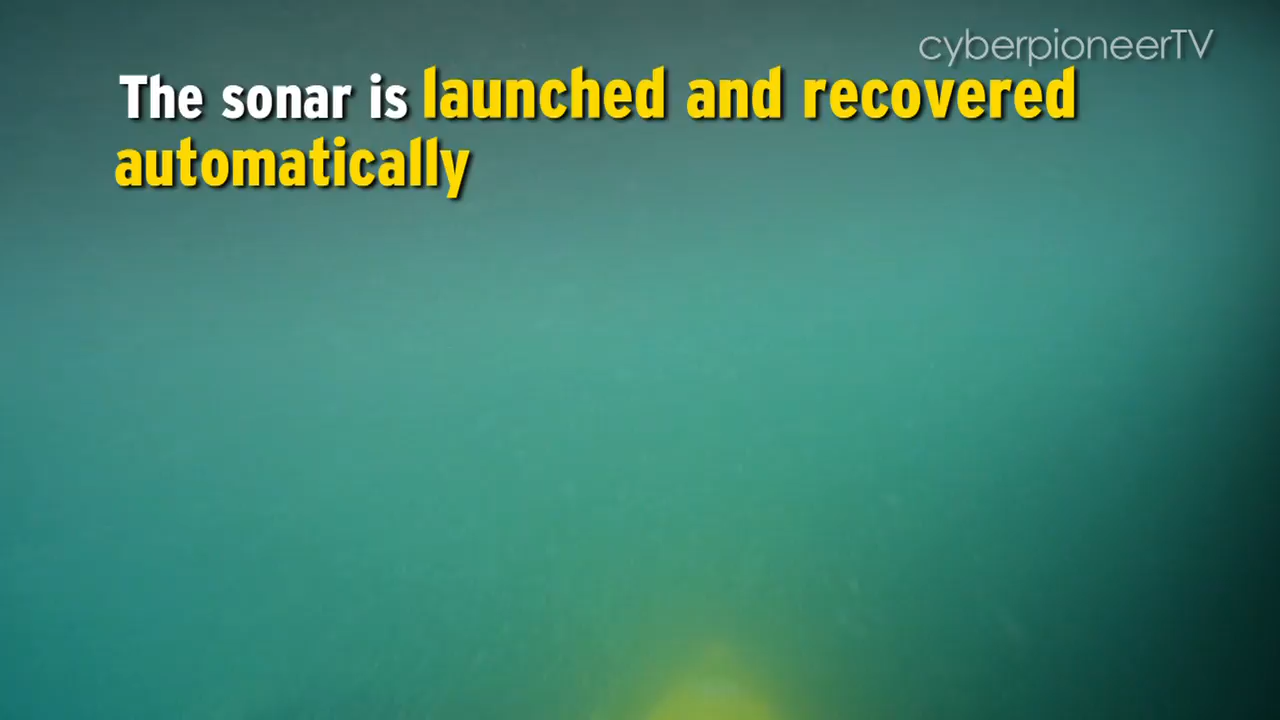 cyberpioneerTV
The sonar is launched and recovered
automatically